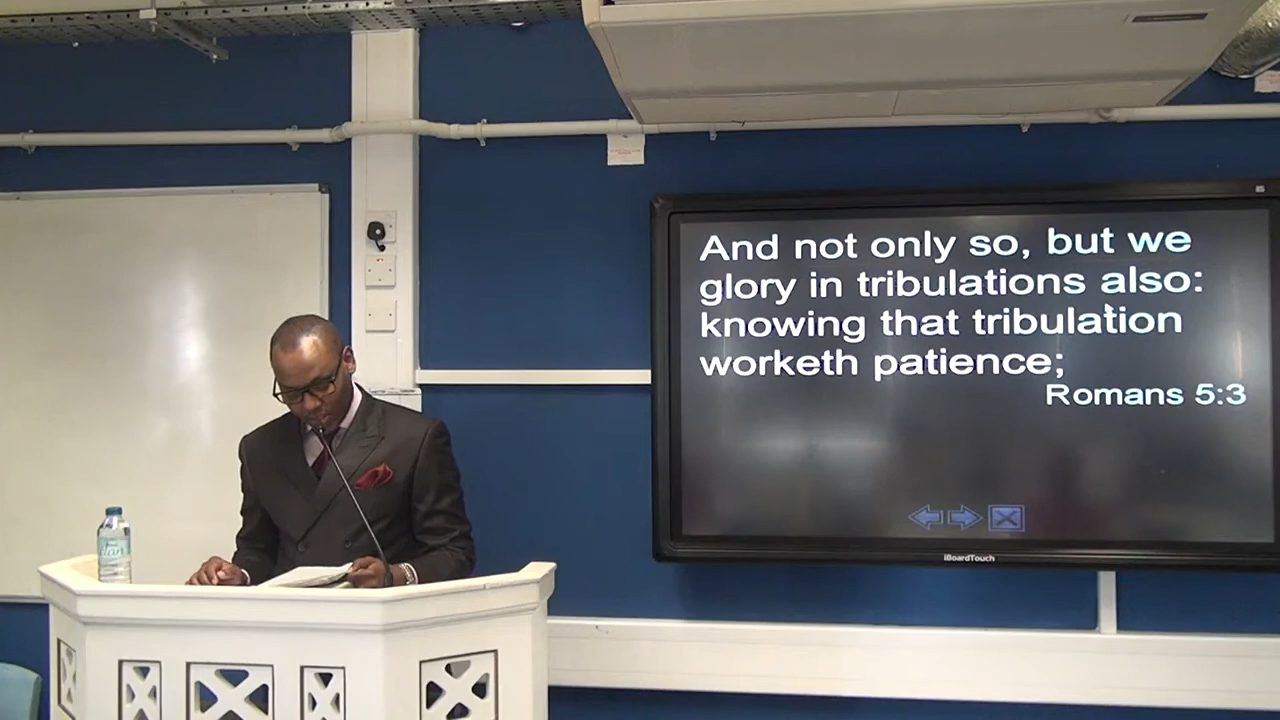 And not only so, but we
glory in tribulations also:
knowing that tribulation
worketh patience;
Romans 5:3
iBoardTouch